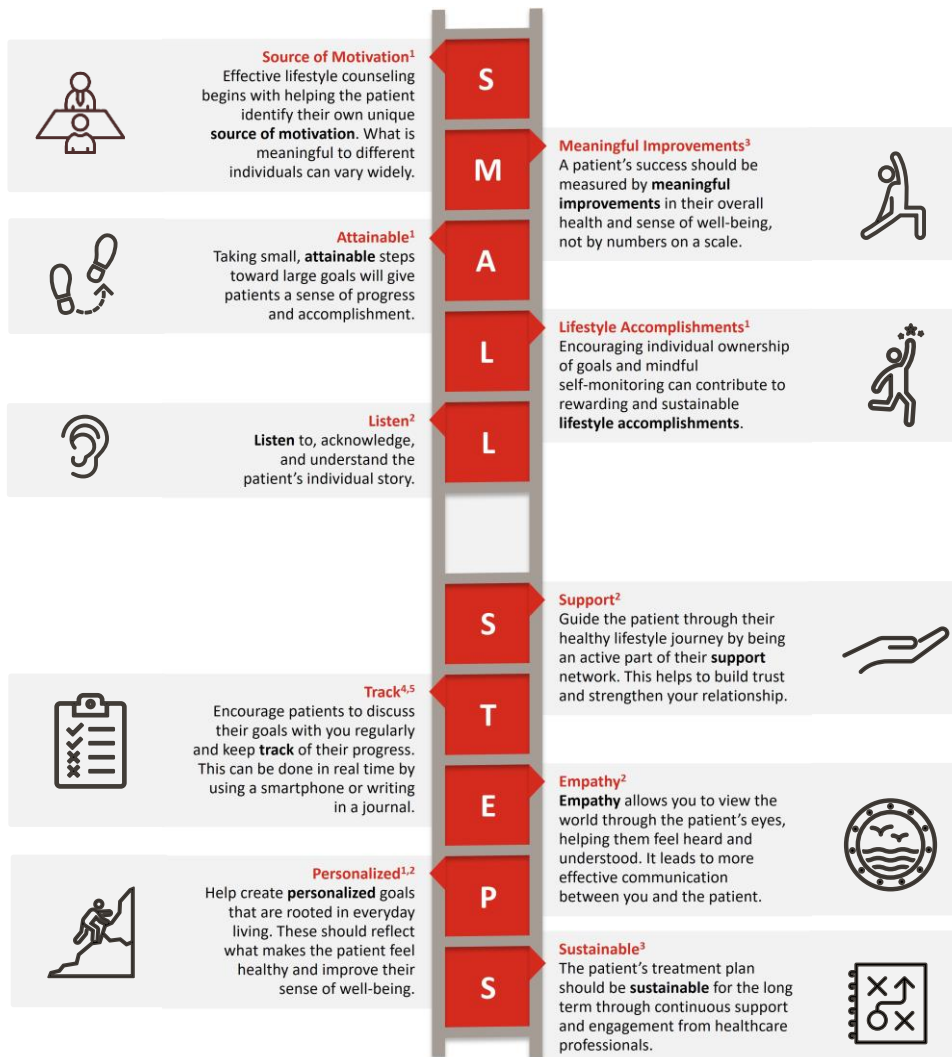 S
Source of Motivation¹
Effective lifestyle counseling
begins with helping the patient
identify their own unique
source of motivation. What is
meaningful to different
individuals can vary widely.
M
Meaningful Improvements³
A patient’s success should be
measured by meaningful
improvements in their overall
health and sense of well-being,
not by numbers on a scale.
A
Attainable¹
Taking small, attainable steps
toward large goals will give
patients a sense of progress
and accomplishment.
L
Lifestyle Accomplishments¹
Encouraging individual ownership
of goals and mindful
self-monitoring can contribute to
rewarding and sustainable
lifestyle accomplishments.
L
Listen²
Listen to, acknowledge,
and understand the
patient’s individual story.
S
Support²
Guide the patient through their
healthy lifestyle journey by being
an active part of their support
network. This helps to build trust
and strengthen your relationship.
T
Track⁴,⁵
Encourage patients to discuss
their goals with you regularly
and keep track of their progress.
This can be done in real time by
using a smartphone or writing
in a journal.
E
Empathy²
Empathy allows you to view the
world through the patient’s eyes,
helping them feel heard and
understood. It leads to more
effective communication
between you and the patient.
P
Personalized¹,²
Help create personalized goals
that are rooted in everyday
living. These should reflect
what makes the patient feel
healthy and improve their
sense of well-being.
S
Sustainable³
The patient’s treatment plan
should be sustainable for the long
term through continuous support
and engagement from healthcare
professionals.